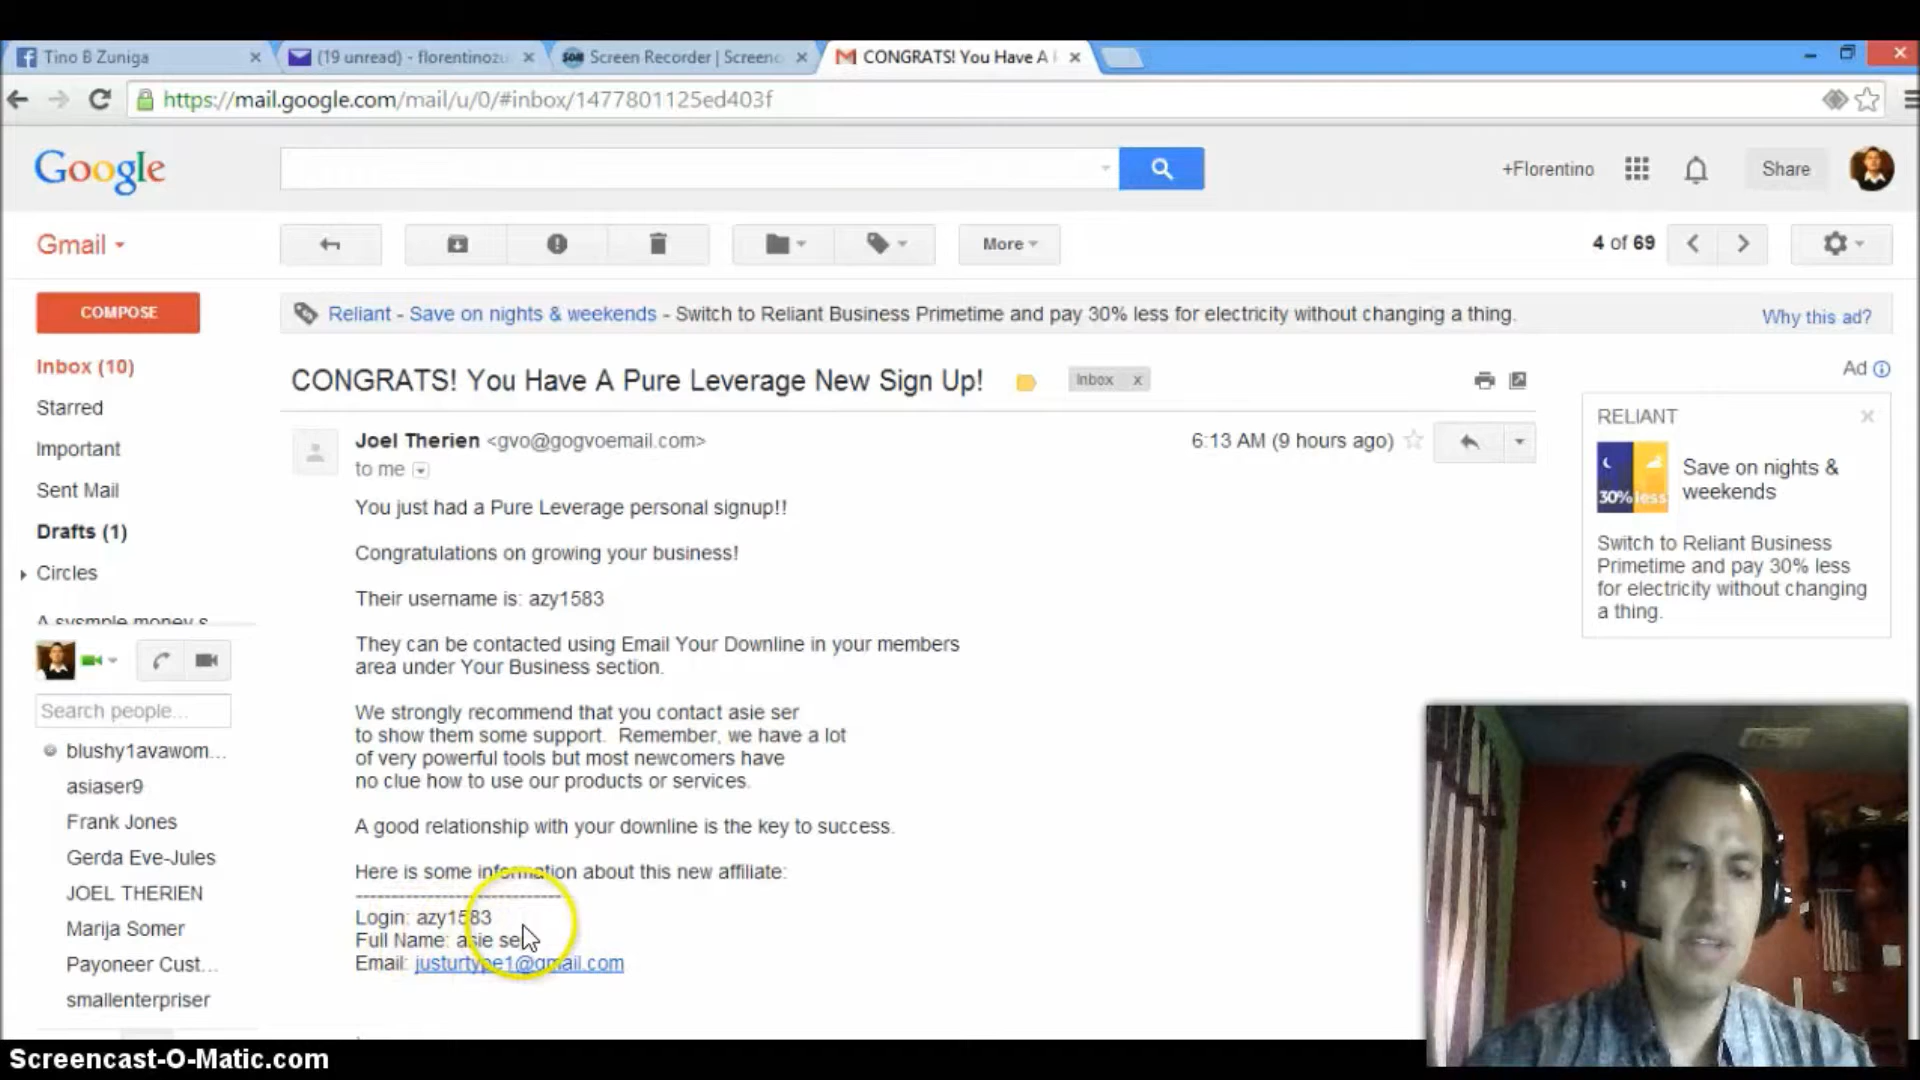 Tino B Zuniga
(19 unread) - florentinozu
Screen Recorder | Screenc
CONGRATS! You Have A
https://mail.google.com/mail/u/0/#inbox/1477801125ed403f
Google
+Florentino
Share
Gmail
More
4 of 69
COMPOSE
Reliant - Save on nights & weekends - Switch to Reliant Business Primetime and pay 30% less for electricity without changing a thing.
Why this ad?
Inbox (10)
Starred
Important
Sent Mail
Drafts (1)
Circles
CONGRATS! You Have A Pure Leverage New Sign Up!
Inbox x
Joel Therien <gvo@gogvoemail.com>
6:13 AM (9 hours ago)
to me
You just had a Pure Leverage personal signup!!
Congratulations on growing your business!
Their username is: azy1583
They can be contacted using Email Your Downline in your members
area under Your Business section.
We strongly recommend that you contact asie ser
to show them some support. Remember, we have a lot
of very powerful tools but most newcomers have
no clue how to use our products or services.
A good relationship with your downline is the key to success.
Here is some information about this new affiliate:
------------------------------
Login: azy1583
Full Name: asie se
Email: justurtype1@gmail.com
Ad
RELIANT
30% less
Save on nights &
weekends
Switch to Reliant Business
Primetime and pay 30% less
for electricity without changing
a thing.
A sysmple money s
Search people...
blushy1avawom...
asiaser9
Frank Jones
Gerda Eve-Jules
JOEL THERIEN
Marija Somer
Payoneer Cust...
smallenterpriser
Screencast-O-Matic.com